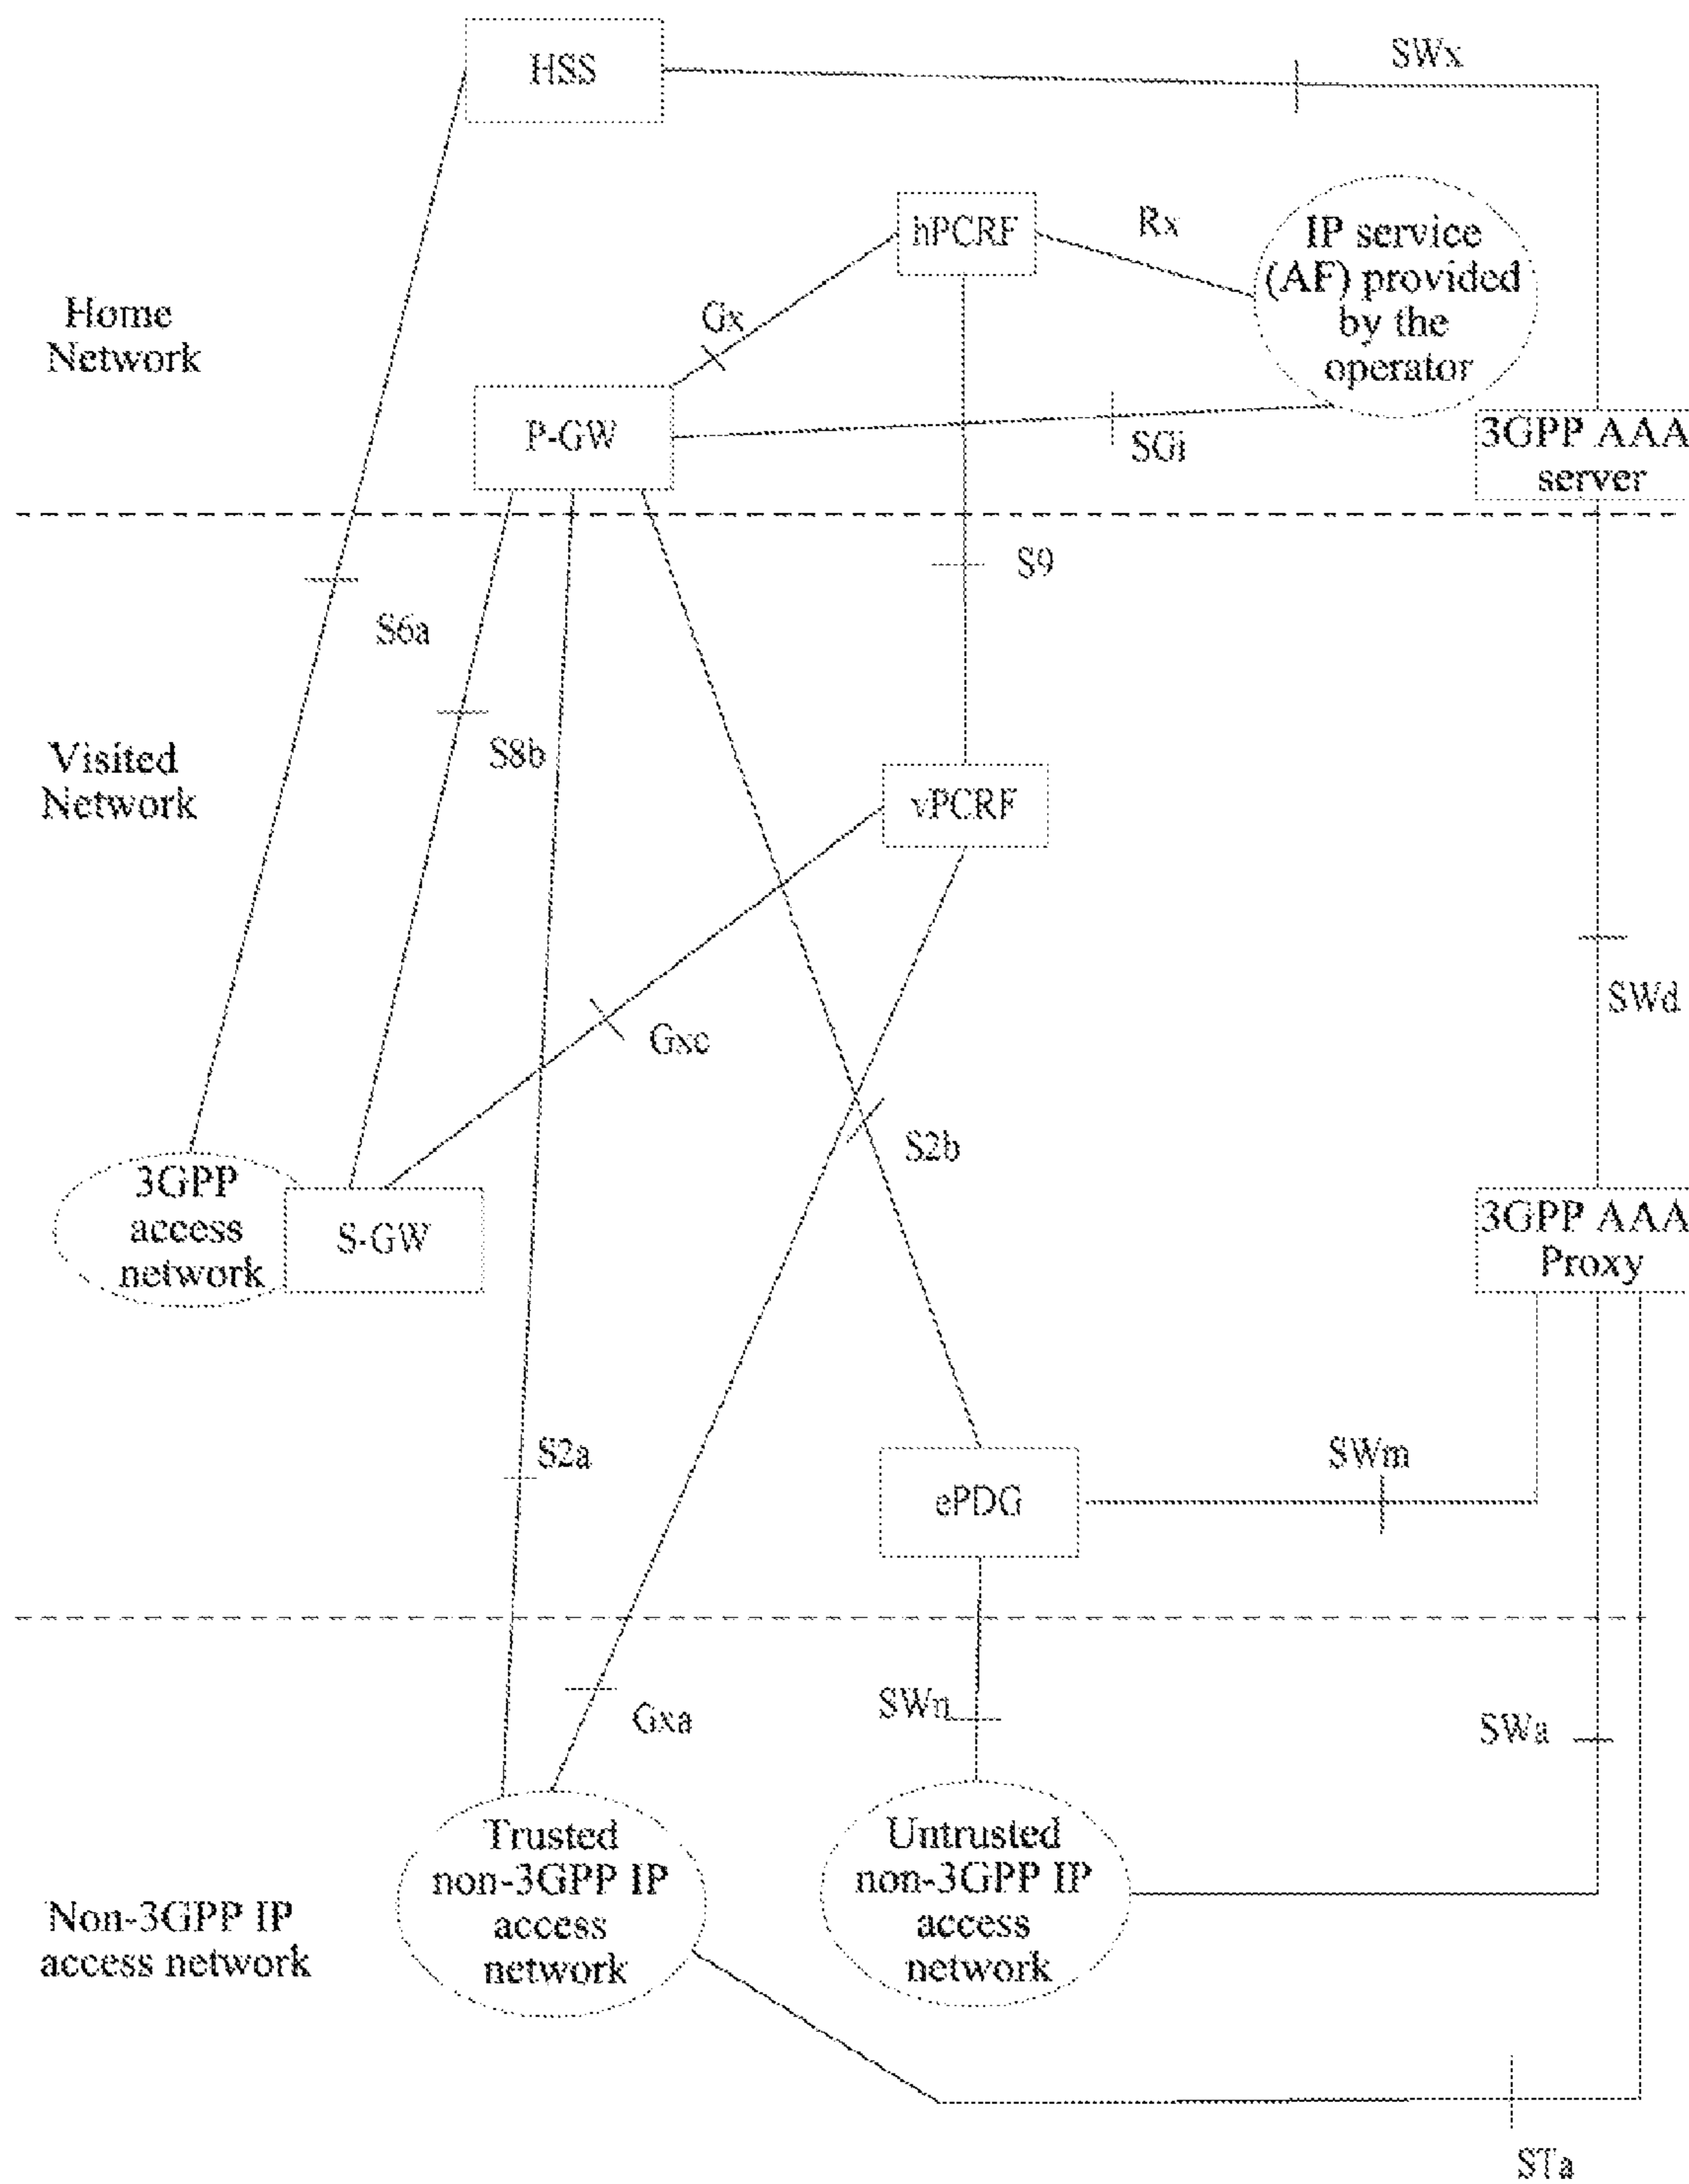 HSS
SWx
hPCRF
Rx
IP service
(AF) provided
by the
operator
Home
Network
Gx
P-GW
SGi
3GPP AAA
server
S9
S6a
S8b
Visited
Network
vPCRF
SWd
Gxc
S2b
3GPP
access
network
S-GW
3GPP AAA
Proxy
S2a
SWm
ePDG
Gxa
SWn
SWa
Trusted
non-3GPP IP
access
network
Untrusted
non-3GPP IP
access
network
Non-3GPP IP
access network
STa